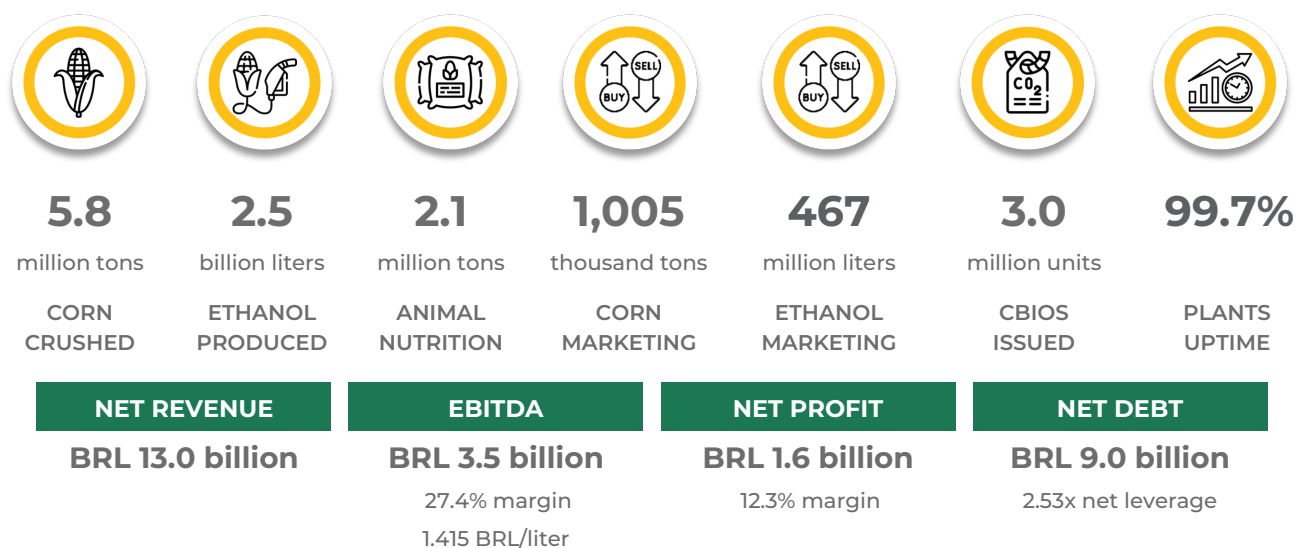 SELL
BUY
SELL
BUY
CO₂
5.8
2.5
2.1
1,005
467
3.0
99.7%
million tons
billion liters
million tons
thousand tons
million liters
million units
CORN
CRUSHED
ETHANOL
PRODUCED
ANIMAL
NUTRITION
CORN
MARKETING
ETHANOL
MARKETING
CBIOS
ISSUED
PLANTS
UPTIME
NET REVENUE
EBITDA
NET PROFIT
NET DEBT
BRL 13.0 billion
BRL 3.5 billion
BRL 1.6 billion
BRL 9.0 billion
27.4% margin
12.3% margin
2.53x net leverage
1.415 BRL/liter